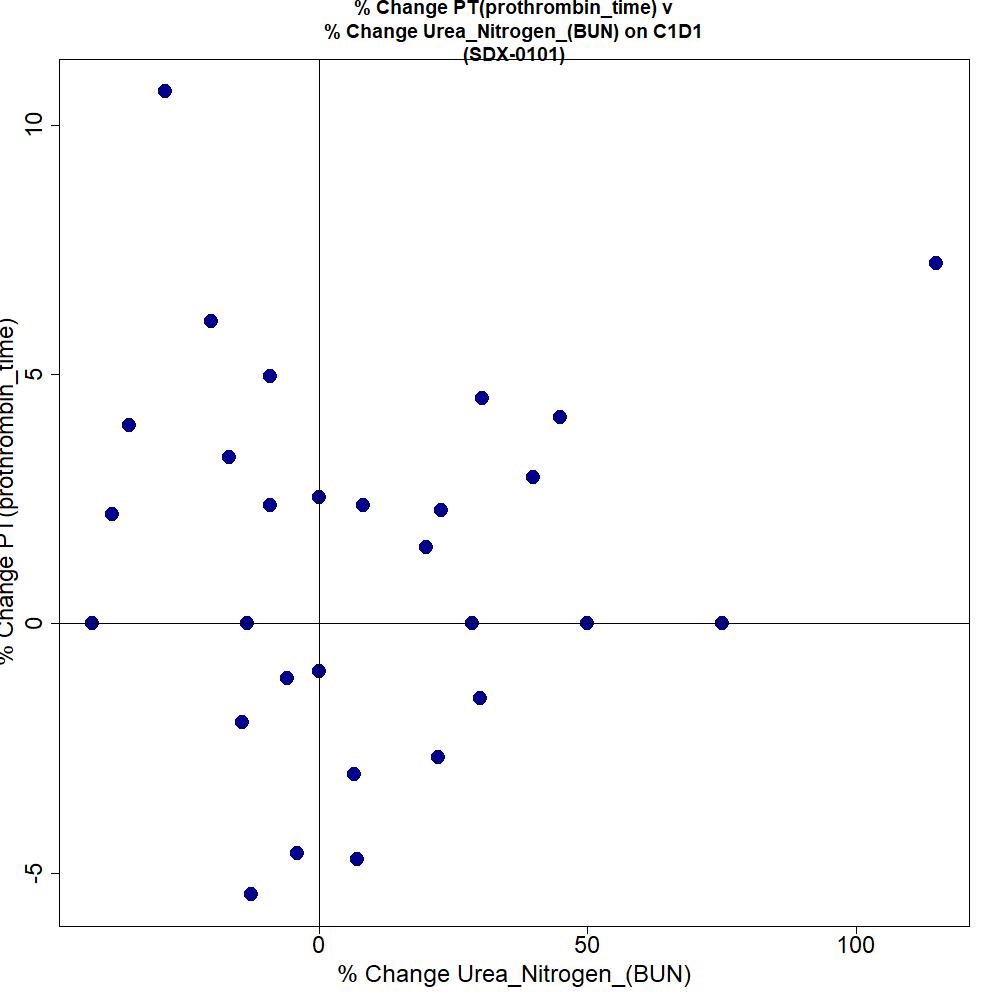 % Change PT(prothrombin_time) v
% Change Urea_Nitrogen_(BUN) on C1D1
(SDX-0101)
% Change PT(prothrombin_time)
10
5
0
-5
0
50
100
% Change Urea_Nitrogen_(BUN)